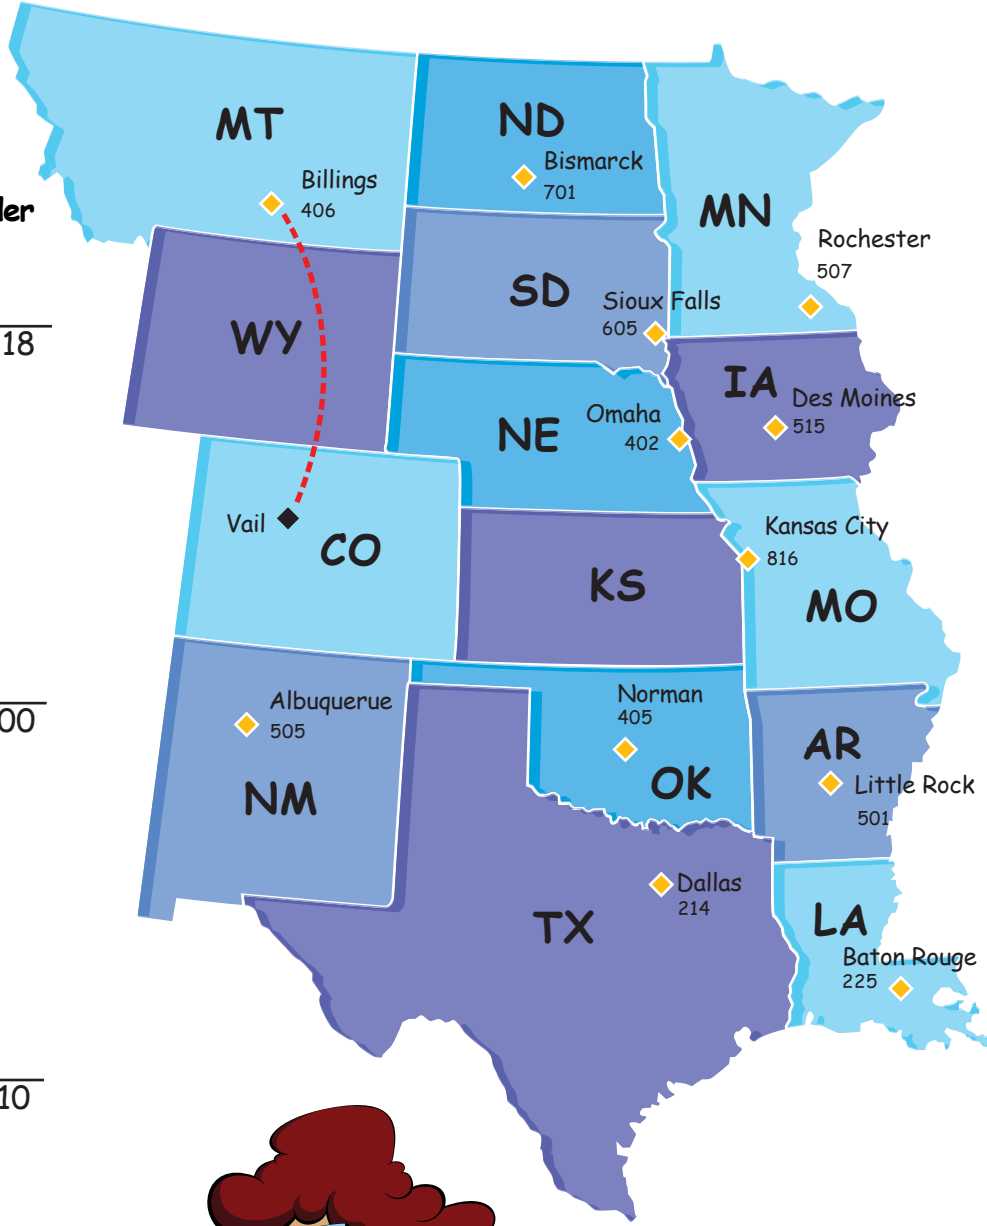 MT
Billings
406
ND
Bismarck
701
MN
Rochester
507
WY
SD
Sioux Falls
605
18
IA
Des Moines
515
NE
Omaha
402
Vail
CO
Kansas City
816
KS
MO
Albuquerue
505
NM
Norman
405
OK
AR
Little Rock
501
00
TX
Dallas
214
LA
Baton Rouge
225
10